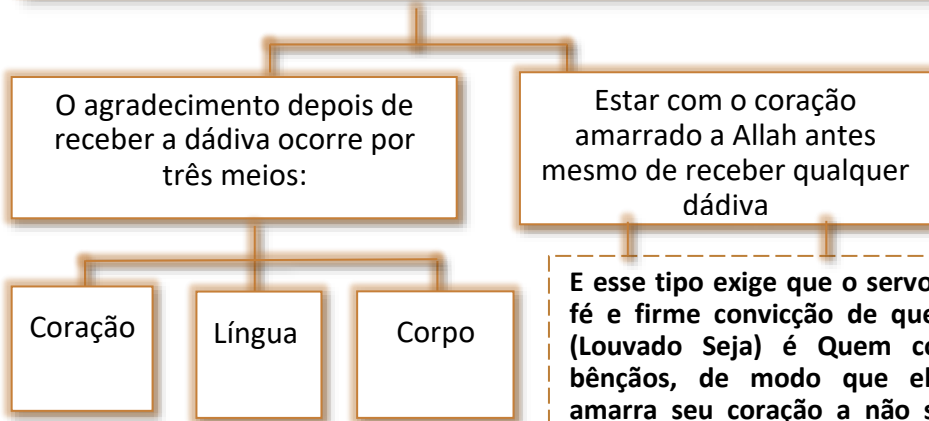 O agradecimento depois de
receber a dádiva ocorre por
três meios:
Estar com o coração
amarrado a Allah antes
mesmo de receber qualquer
dádiva
Coração
Língua
Corpo
E esse tipo exige que o servo
fé e firme convicção de que
(Louvado Seja) é Quem
bênçãos, de modo que
amarra seu coração a não